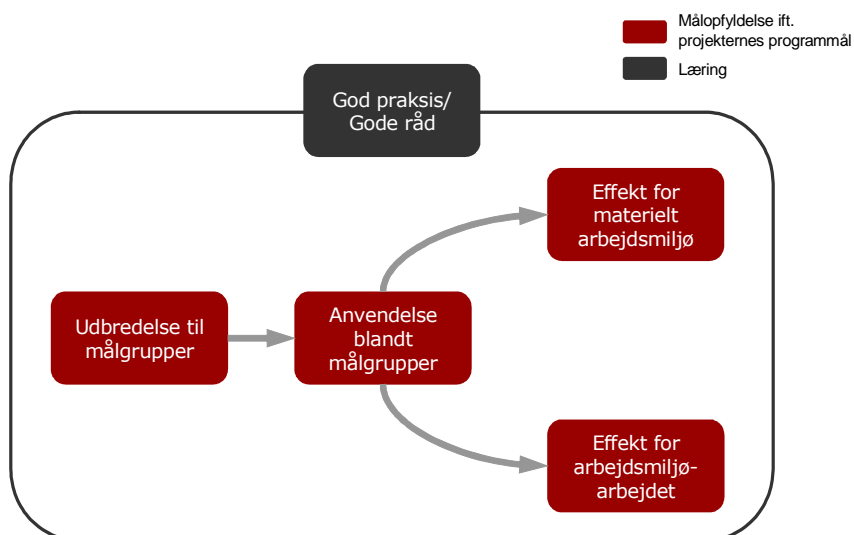 Målopfyldelse ift.
projekternes programmål
Læring
God praksis/
Gode råd
Effekt for
materielt
arbejdsmiljø
Udbredelse til
målgrupper
Anvendelse
blandt
målgrupper
Effekt for
arbejdsmiljø-
arbejdet